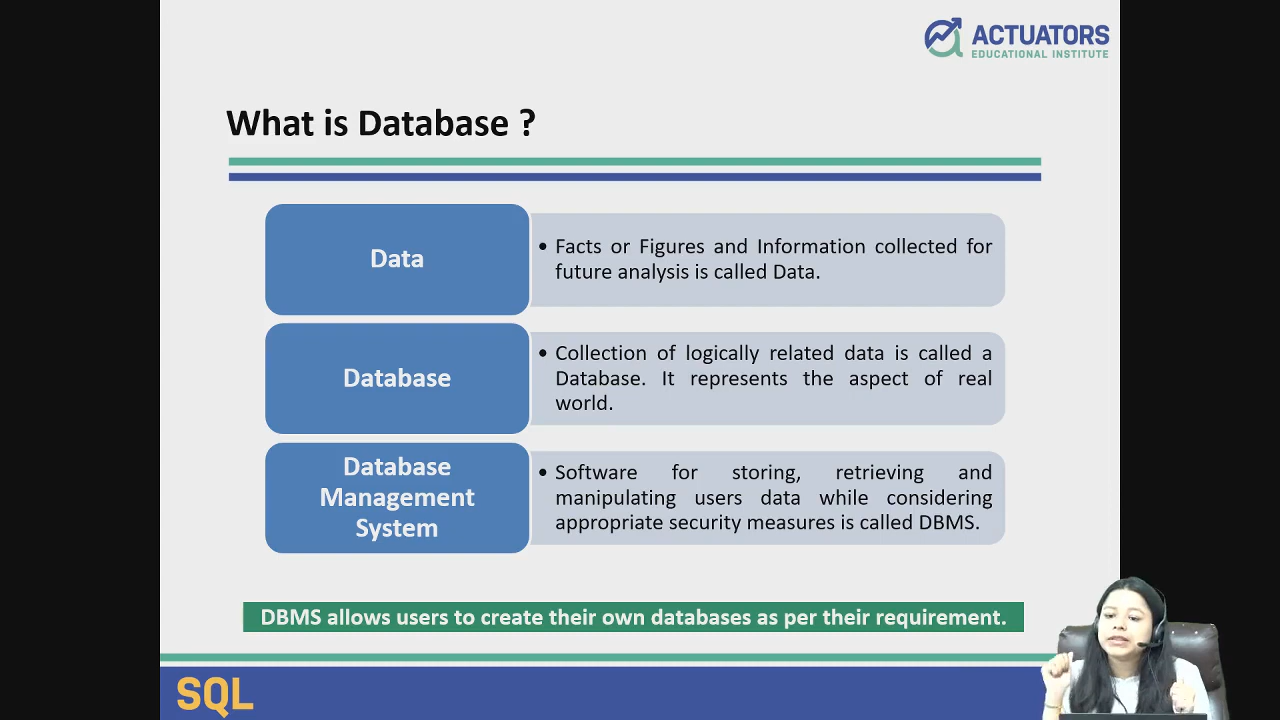 ACTUATORS
EDUCATIONAL INSTITUTE
What is Database ?
Data
• Facts or Figures and Information collected for
future analysis is called Data.
Database
• Collection of logically related data is called a
Database. It represents the aspect of real
world.
Database
Management
System
• Software for storing, retrieving and
manipulating users data while considering
appropriate security measures is called DBMS.
DBMS allows users to create their own databases as per their requirement.
SQL